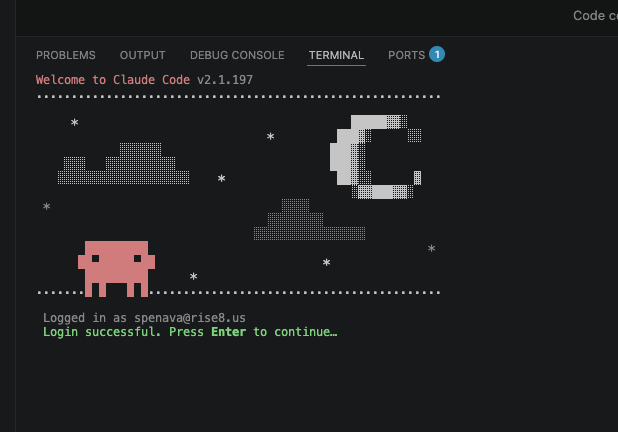 Code c
PROBLEMS OUTPUT DEBUG CONSOLE TERMINAL PORTS 1
Welcome to Claude Code v2.1.197
Logged in as spenava@rise8.us
Login successful. Press Enter to continue…